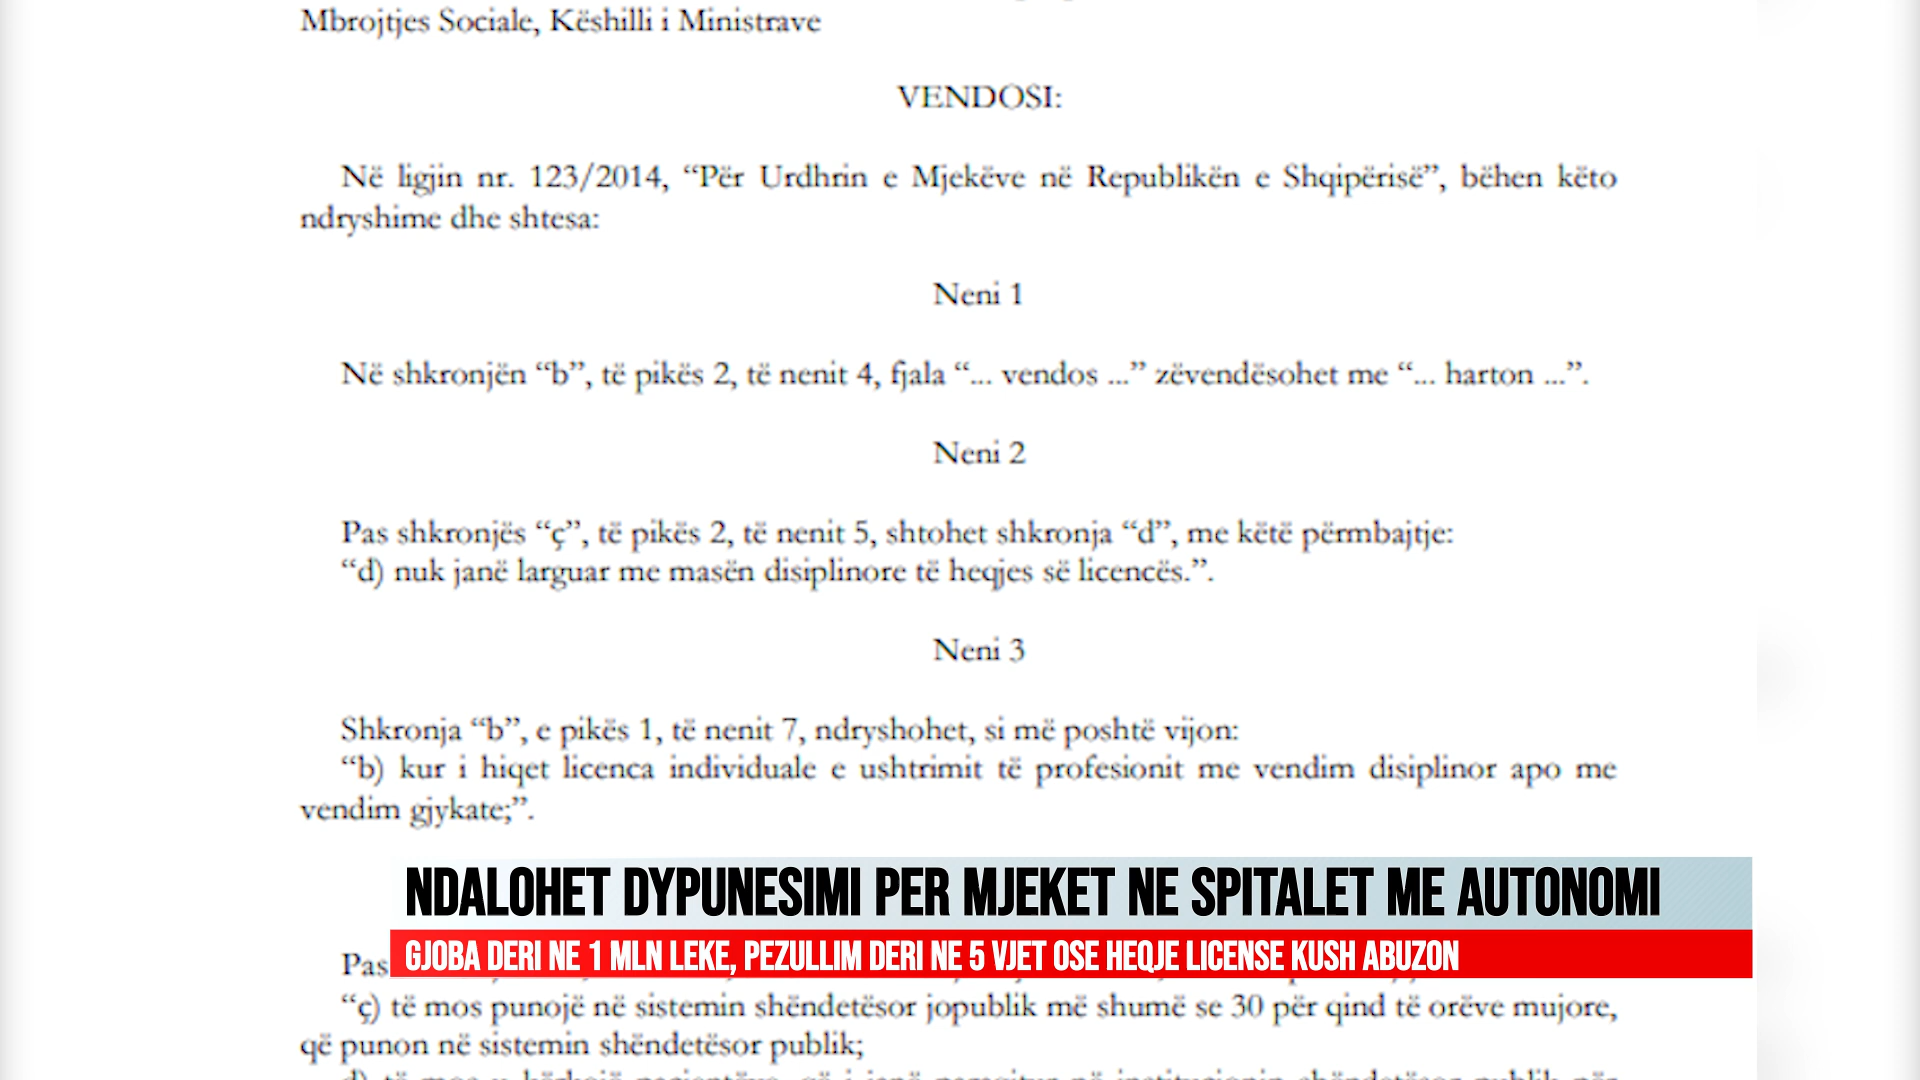 Mbrojtjes Sociale, Këshilli i Ministrave
VENDOSI:
Në ligjin nr. 123/2014, “Për Urdhrin e Mjekëve në Republikën e Shqipërisë”, bëhen këto
ndryshime dhe shtesa:
Neni 1
Në shkronjën “b”, të pikës 2, të nenit 4, fjala “... vendos ...” zëvendësohet me “... harton ...”.
Neni 2
Pas shkronjës “ç”, të pikës 2, të nenit 5, shtohet shkronja “d”, me këtë përmbajtje:
“d) nuk janë larguar me masën disiplinore të heqjes së licencës.”.
Neni 3
Shkronja “b”, e pikës 1, të nenit 7, ndryshohet, si më poshtë vijon:
“b) kur i hiqet licenca individuale e ushtrimit të profesionit me vendim disiplinor apo me
vendim gjykate;”.
NDALOHET DYPUNESIMI PER MJEKET NE SPITALET ME AUTONOMI
Pas
GJOBA DERI NE 1 MLN LEKE, PEZULLIM DERI NE 5 VJET OSE HEQJE LICENSE KUSH ABUZON
“ç) të mos punojë në sistemin shëndetësor jopublik më shumë se 30 për qind të orëve mujore,
që punon në sistemin shëndetësor publik;